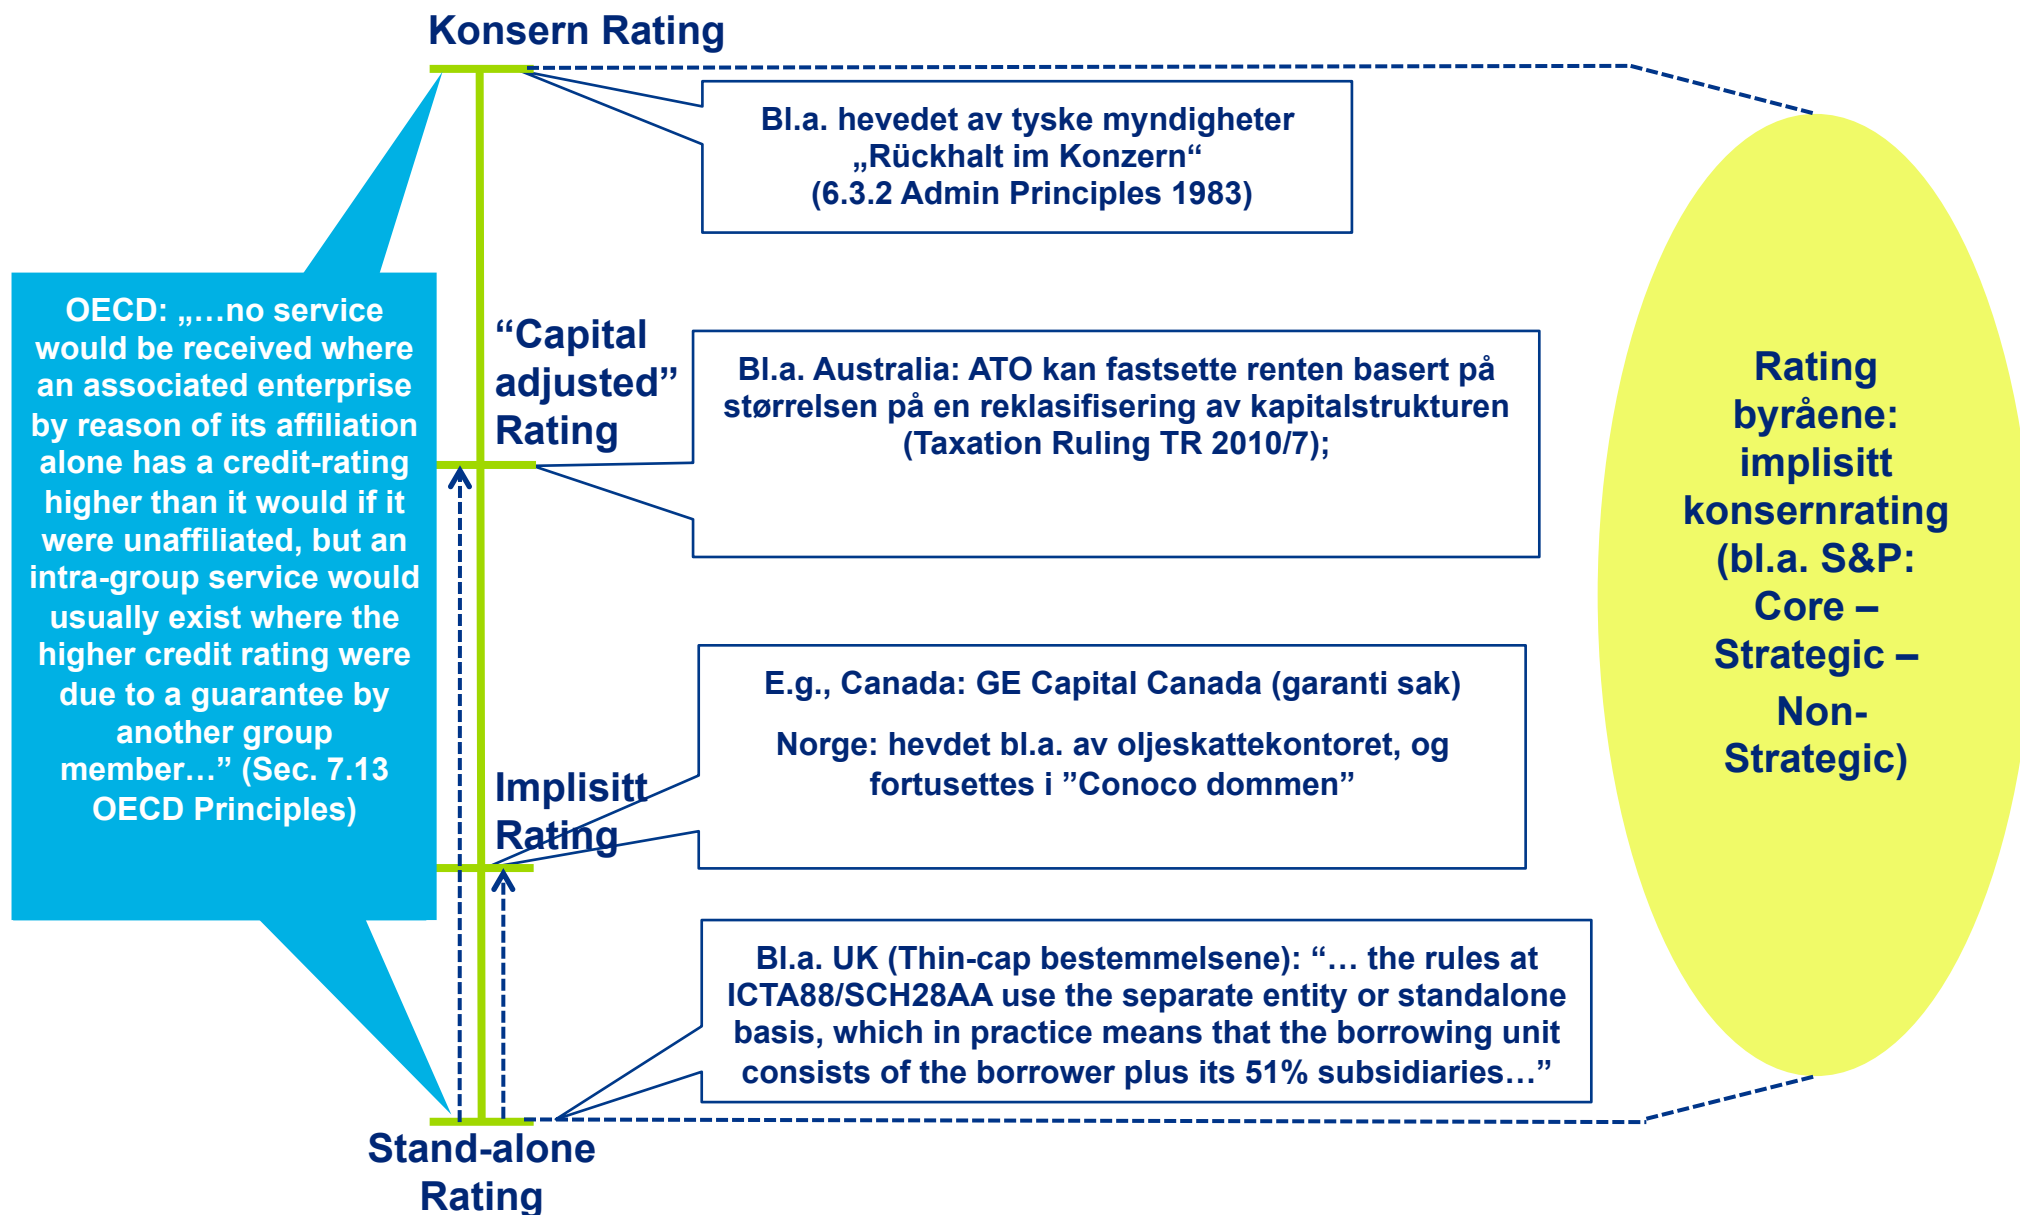 Konsern Rating
Bl.a. hevedet av tyske myndigheter
„Rückhalt im Konzern“
(6.3.2 Admin Principles 1983)
OECD: „…no service
would be received where
an associated enterprise
by reason of its affiliation
alone has a credit-rating
higher than it would if it
were unaffiliated, but an
intra-group service would
usually exist where the
higher credit rating were
due to a guarantee by
another group
member…” (Sec. 7.13
OECD Principles)
“Capital
adjusted”
Rating
Bl.a. Australia: ATO kan fastsette renten basert på
størrelsen på en reklasifisering av kapitalstrukturen
(Taxation Ruling TR 2010/7);
Implisitt
Rating
E.g., Canada: GE Capital Canada (garanti sak)
Norge: hevdet bl.a. av oljeskattekontoret, og
fortusettes i ”Conoco dommen”
Bl.a. UK (Thin-cap bestemmelsene): “… the rules at
ICTA88/SCH28AA use the separate entity or standalone
basis, which in practice means that the borrowing unit
consists of the borrower plus its 51% subsidiaries…”
Stand-alone
Rating
Rating
byråene:
implisitt
konsernrating
(bl.a. S&P:
Core –
Strategic –
Non-
Strategic)